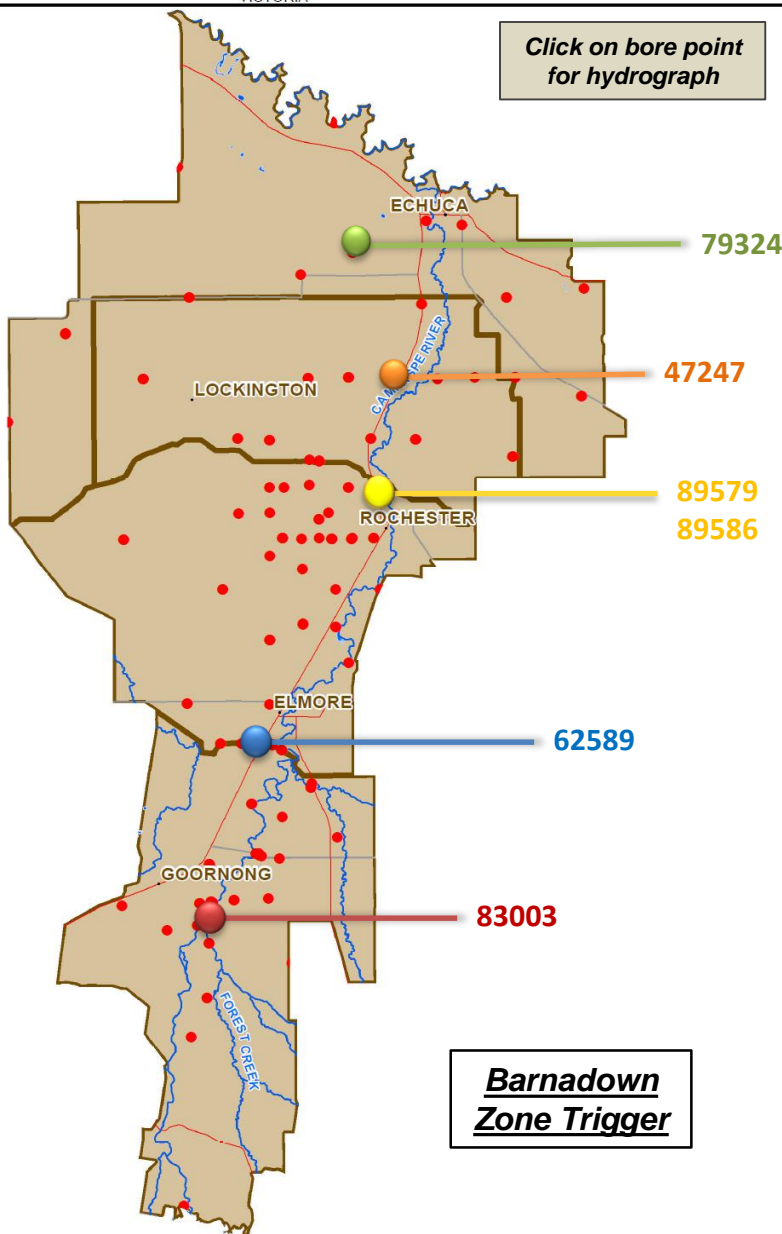 Click on bore point
for hydrograph
ECHUCA
79324
CAMPASPE RIVER
47247
LOCKINGTON
89579
ROCHESTER
89586
ELMORE
62589
GOORNONG
83003
FOREST CREEK
Barnadown
Zone Trigger